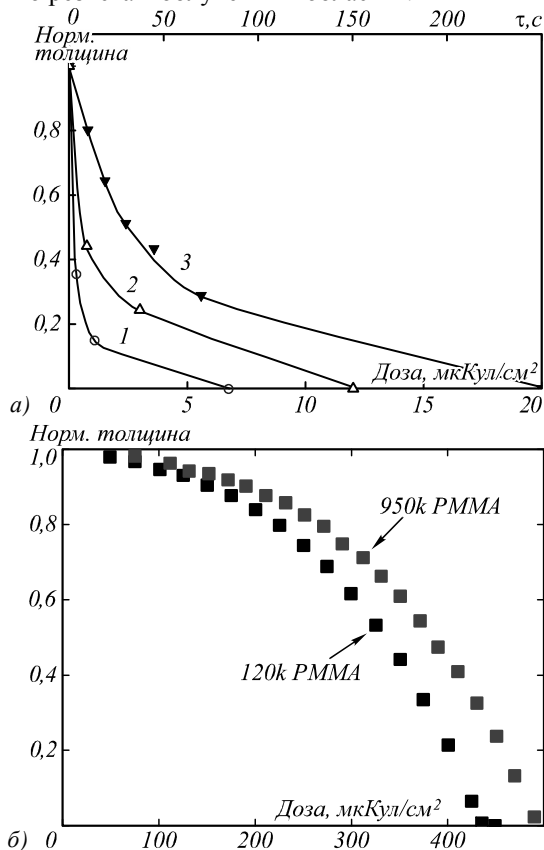 0 50 100 150 200 τ,с
Норм.
толщина
0,8
0,6
0,4
0,2
3
2
1
Доза, мкКул/см²
а) 0 5 10 15 20
Норм. толщина
1,0
0,8
0,6
0,4
0,2
950k PMMA
120k PMMA
Доза, мкКул/см²
б) 0 100 200 300 400